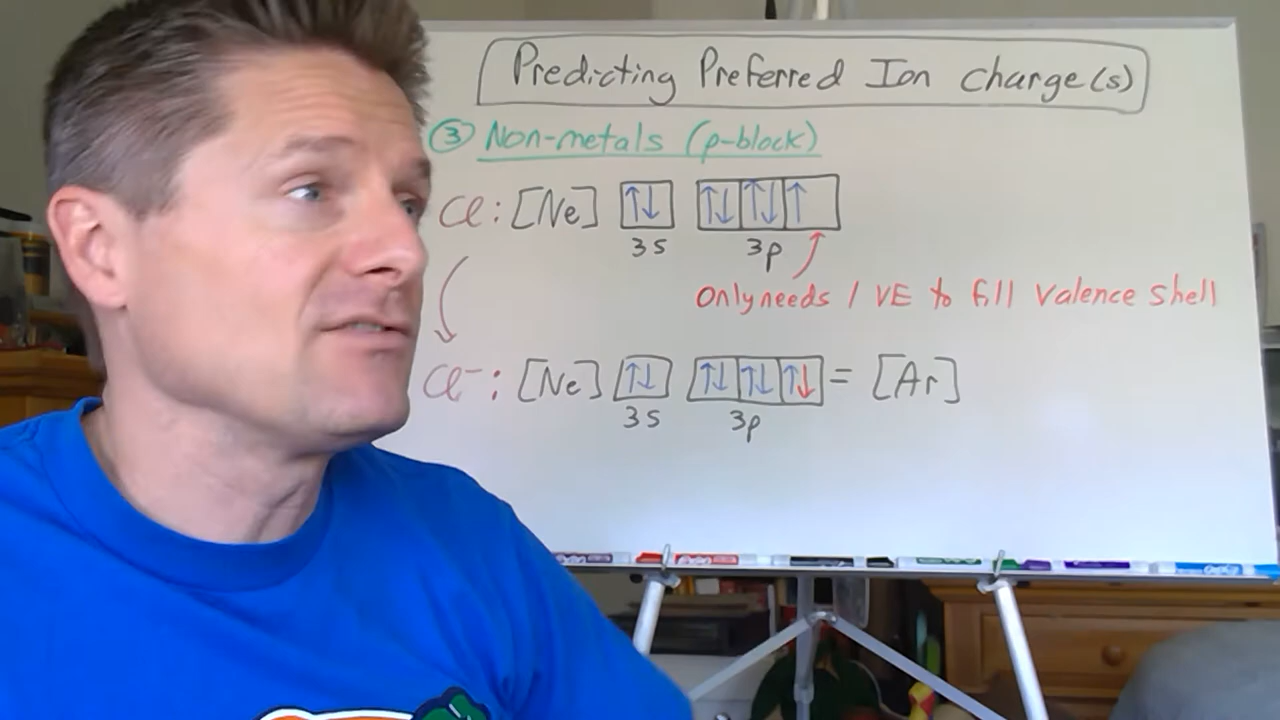 Predicting Preferred Ion Charge(s)
③ Non-metals (p-block)
Cl: [Ne] ↑↓ ↑↓ ↑↓ ↑
3s 3p
Only needs 1 VE to fill valence shell
Cl⁻: [Ne] ↑↓ ↑↓ ↑↓ ↑↓ = [Ar]
3s 3p